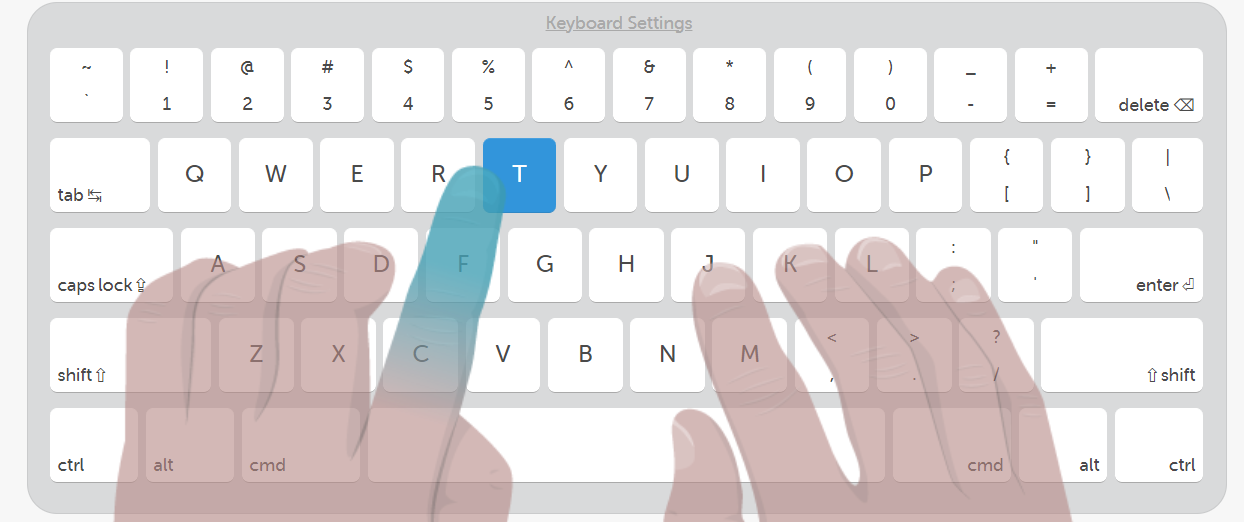 Keyboard Settings
~ ! @ # $ % ^ & * ( ) _ +
` 1 2 3 4 5 6 7 8 9 0 - = delete ⌫
tab ↹ Q W E R T Y U I O P { [ } ] | \
caps lock ⇪ A S D F G H J K L : ; " ' enter ⏎
shift ⇧ Z X C V B N M < , > . ? / ⇧ shift
ctrl alt cmd cmd alt ctrl